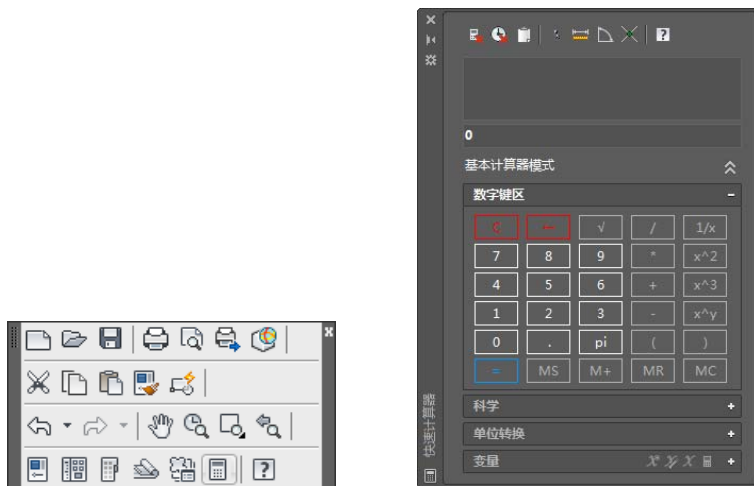 0
基本计算器模式
数字键区
C ← √ / 1/x
7 8 9 * x^2
4 5 6 + x^3
1 2 3 - x^y
0 . pi ( )
= MS M+ MR MC
科学
单位转换
变量
快速计算器